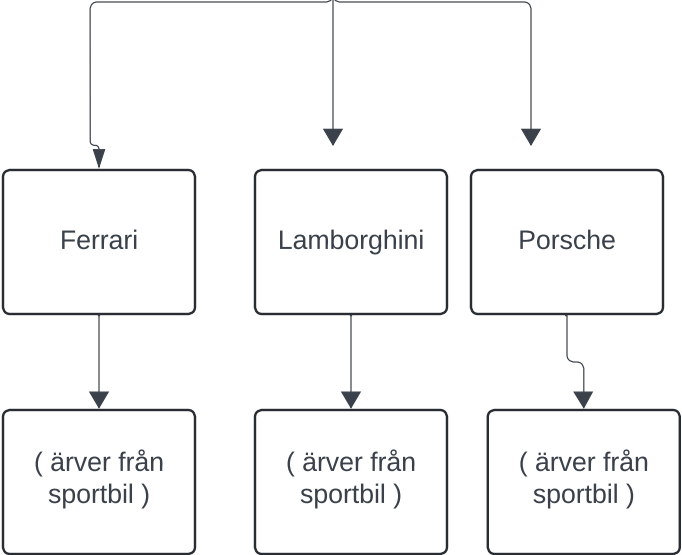 Ferrari
Lamborghini
Porsche
( ärver från
sportbil )
( ärver från
sportbil )
( ärver från
sportbil )